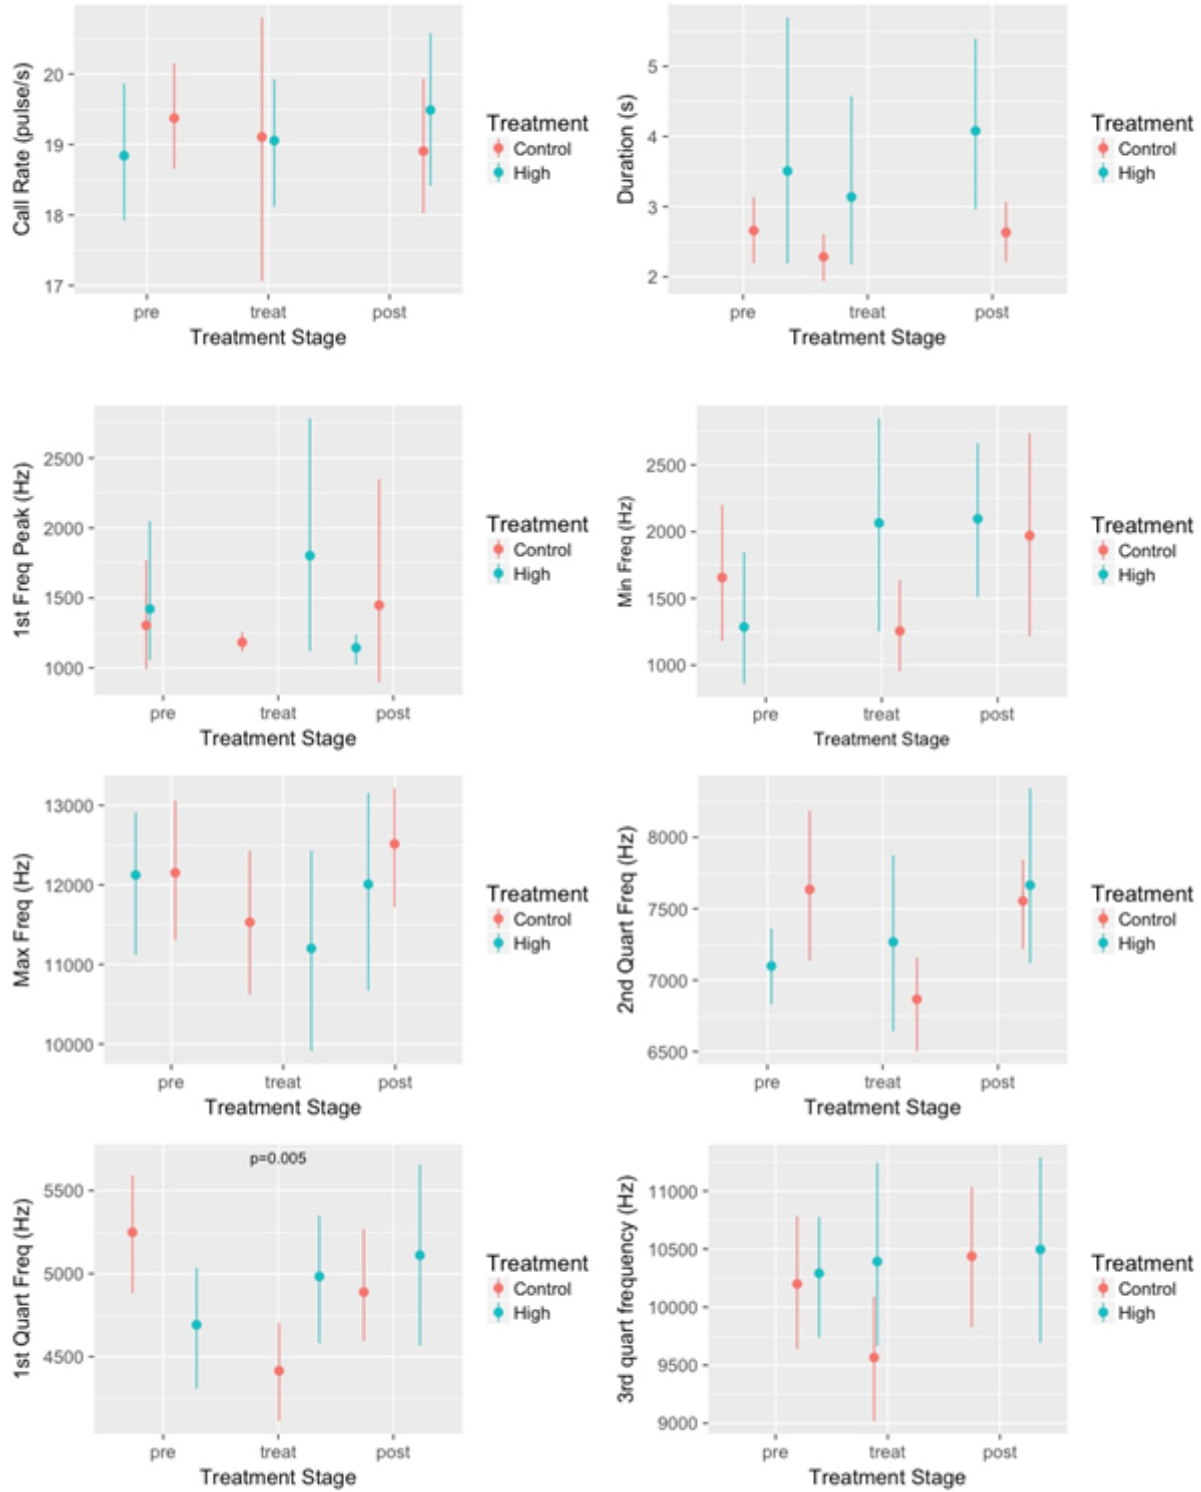 Call Rate (pulse/s)
20
19
18
17
pre treat post
Treatment Stage
Treatment
Control
High
Duration (s)
5
4
3
2
pre treat post
Treatment Stage
Treatment
Control
High
1st Freq Peak (Hz)
2500
2000
1500
1000
pre treat post
Treatment Stage
Treatment
Control
High
Min Freq (Hz)
2500
2000
1500
1000
pre treat post
Treatment Stage
Treatment
Control
High
Max Freq (Hz)
13000
12000
11000
10000
pre treat post
Treatment Stage
Treatment
Control
High
2nd Quart Freq (Hz)
8000
7500
7000
6500
pre treat post
Treatment Stage
Treatment
Control
High
1st Quart Freq (Hz)
p=0.005
5500
5000
4500
pre treat post
Treatment Stage
Treatment
Control
High
3rd quart frequency (Hz)
11000
10500
10000
9500
9000
pre treat post
Treatment Stage
Treatment
Control
High